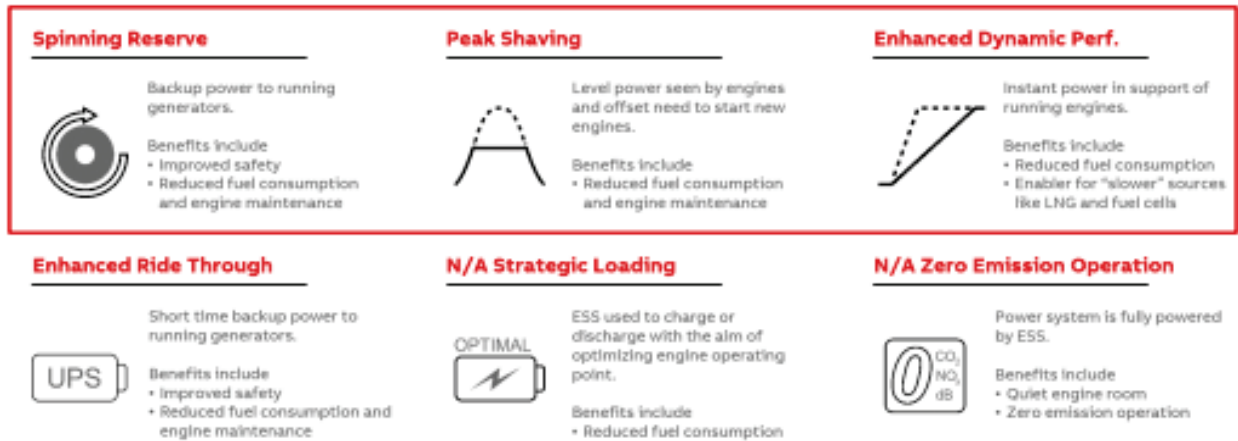 Spinning Reserve
Backup power to running
generators.
Benefits include
• Improved safety
• Reduced fuel consumption
and engine maintenance
Peak Shaving
Level power seen by engines
and offset need to start new
engines.
Benefits include
• Reduced fuel consumption
and engine maintenance
Enhanced Dynamic Perf.
Instant power in support of
running engines.
Benefits include
• Reduced fuel consumption
• Enabler for “slower” sources
like LNG and fuel cells
Enhanced Ride Through
Short time backup power to
running generators.
UPS
Benefits include
• Improved safety
• Reduced fuel consumption and
engine maintenance
N/A Strategic Loading
ESS used to charge or
discharge with the aim of
optimizing engine operating
point.
OPTIMAL
Benefits include
• Reduced fuel consumption
N/A Zero Emission Operation
Power system is fully powered
by ESS.
0
CO₂
NOₓ
dB
Benefits include
• Quiet engine room
• Zero emission operation